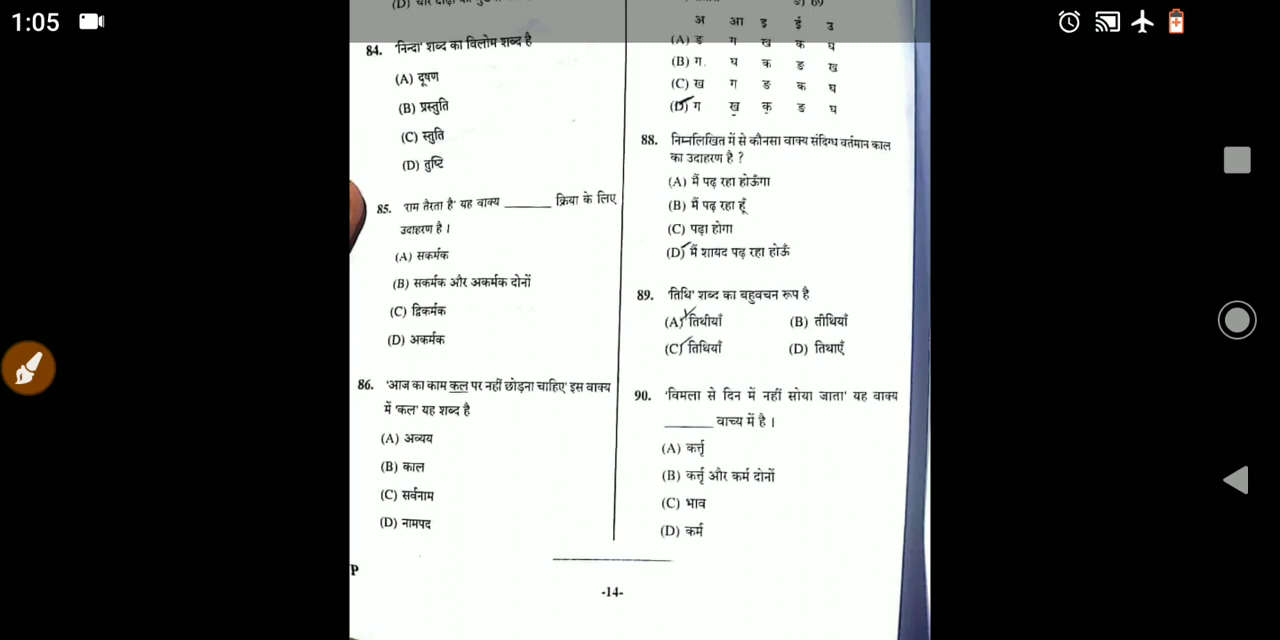 1:05
84. 'निन्दा' शब्द का विलोम शब्द है
(A) दूषण
(B) प्रस्तुति
(C) स्तुति
(D) तुष्टि
85. 'राम तैरता है' यह वाक्य _______ क्रिया के लिए
उदाहरण है ।
(A) सकर्मक
(B) सकर्मक और अकर्मक दोनों
(C) द्विकर्मक
(D) अकर्मक
86. 'आज का काम कल पर नहीं छोड़ना चाहिए' इस वाक्य
में 'कल' यह शब्द है
(A) अव्यय
(B) काल
(C) सर्वनाम
(D) नामपद
अ आ इ ई उ
(A) ङ ग ख क घ
(B) ग. घ क ङ ख
(C) ख ग ङ क घ
(D) ग ख क ङ घ
88. निम्नलिखित में से कौनसा वाक्य संदिग्ध वर्तमान काल
का उदाहरण है ?
(A) मैं पढ़ रहा होऊँगा
(B) मैं पढ़ रहा हूँ
(C) पढ़ा होगा
(D) मैं शायद पढ़ रहा होऊँ
89. 'तिथि' शब्द का बहुवचन रूप है
(A) तिथीयाँ (B) तीथियाँ
(C) तिथियाँ (D) तिथाएँ
90. 'विमला से दिन में नहीं सोया जाता' यह वाक्य
_______ वाच्य में है ।
(A) कर्त्तृ
(B) कर्त्तृ और कर्म दोनों
(C) भाव
(D) कर्म
P
-14-